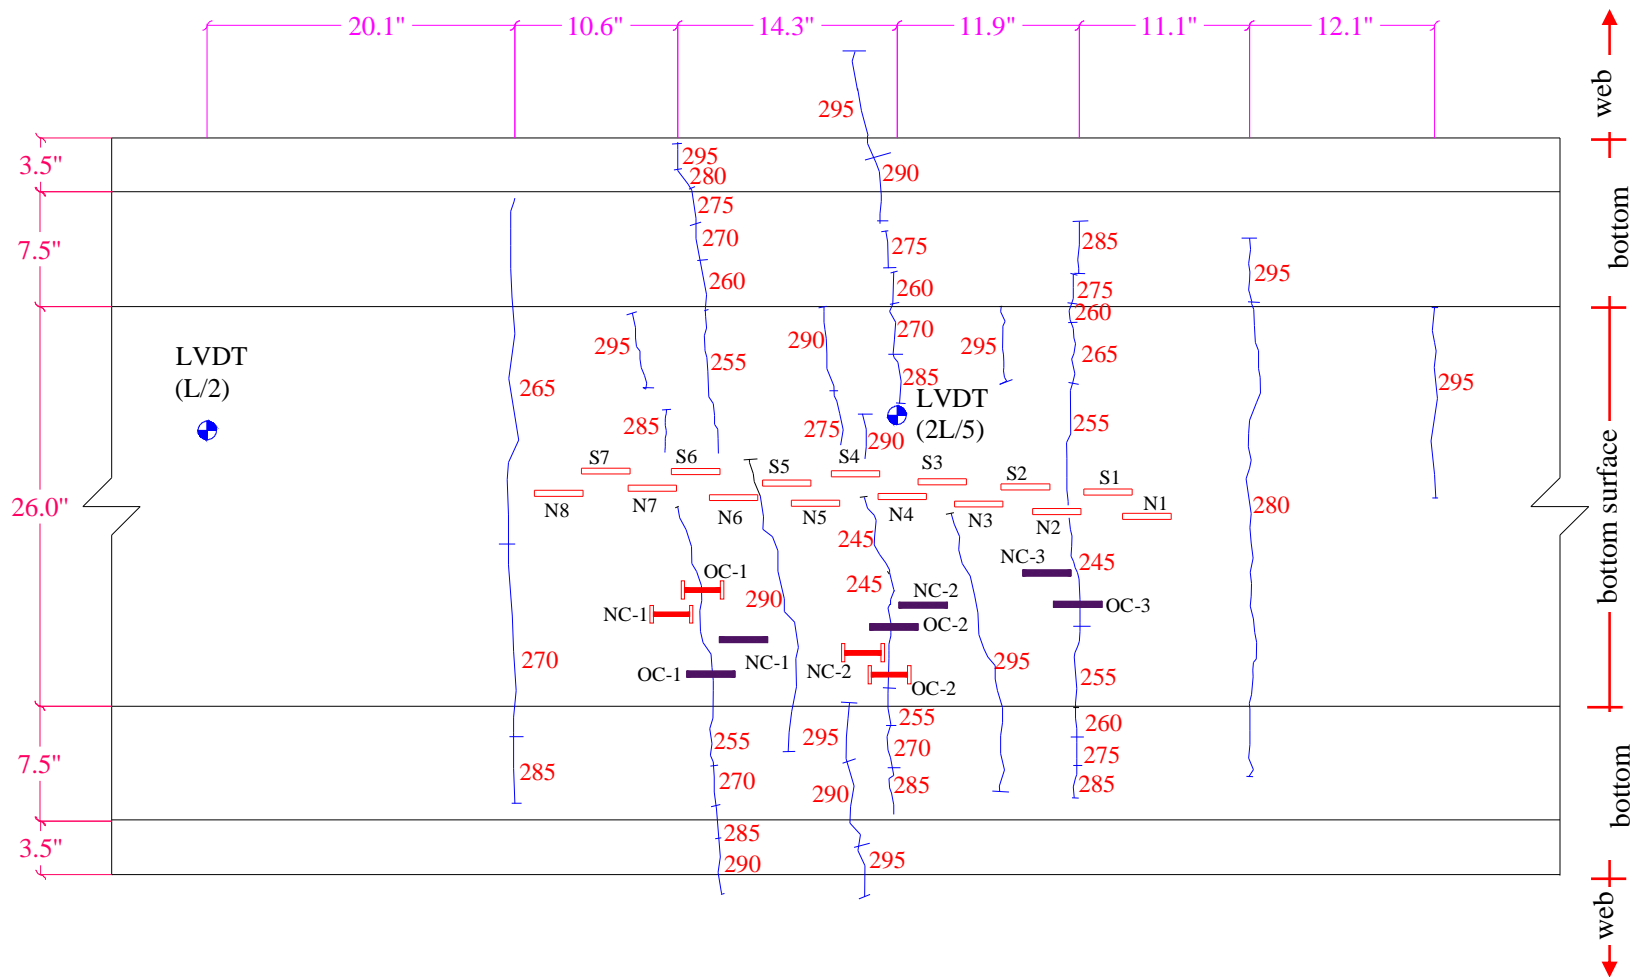 20.1" 10.6" 14.3" 11.9" 11.1" 12.1"
web
295
3.5"
295
280
290
bottom
275
7.5"
270
275
285
295
260
260
275
260
295
255
290
270
295
265
LVDT
(L/2)
265
285
295
LVDT
(2L/5)
285
275
290
255
S7 S6 S5 S4 S3 S2 S1
26.0"
N8 N7 N6 N5 N4 N3 N2 N1
280
bottom surface
245
NC-3
245
OC-1
290
245
NC-2
OC-3
NC-1
OC-2
270
OC-1
NC-1
NC-2
OC-2
295
255
255
295
255
260
7.5"
270
275
285
270
290
285
285
bottom
3.5"
285
290
295
web